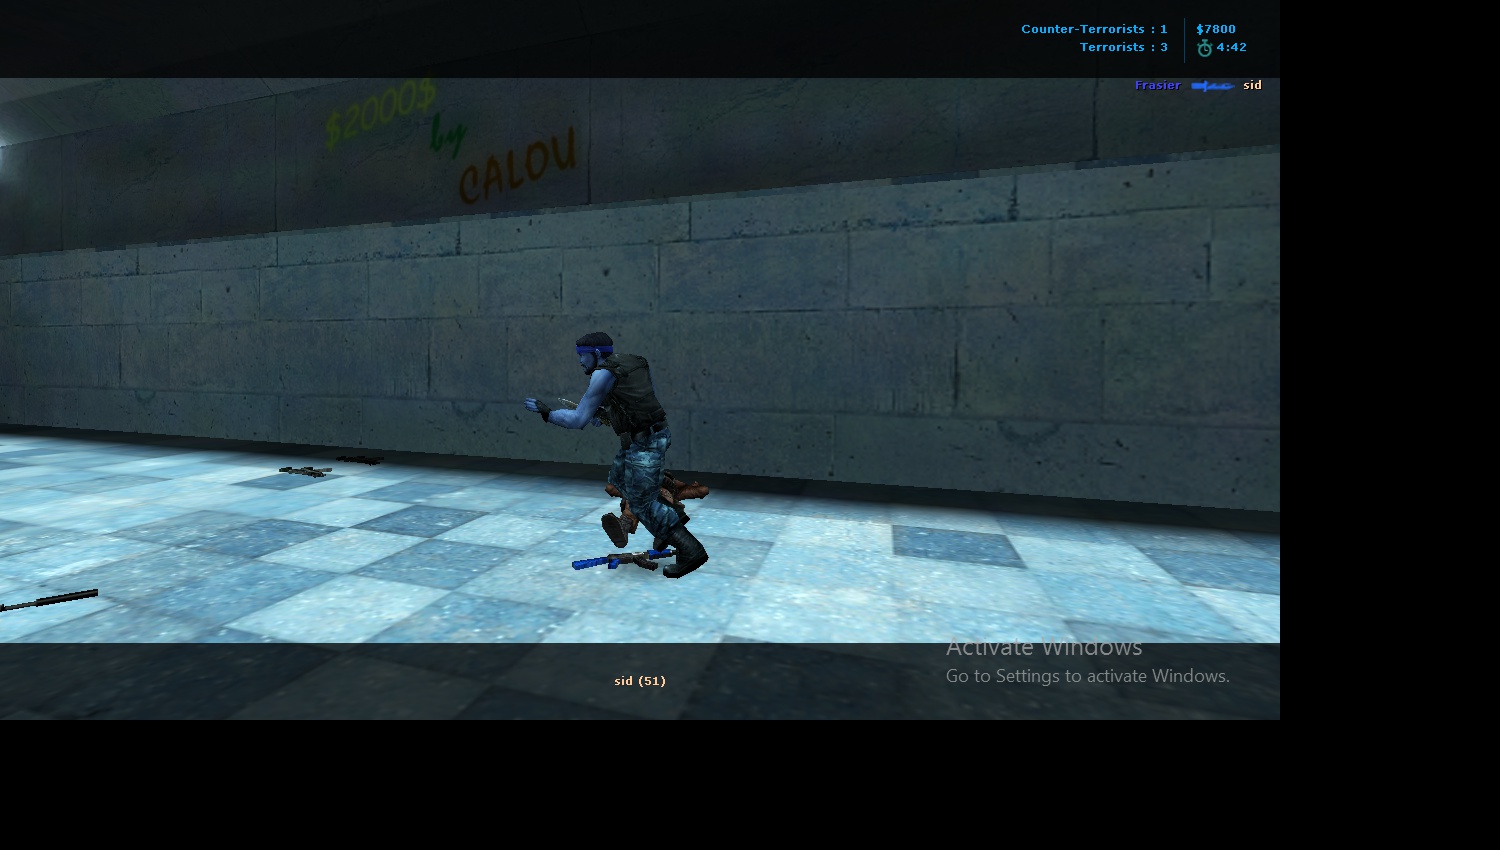 Counter-Terrorists : 1
$7800
Terrorists : 3
4:42
Frasier sid
$2000$
by
CALOU
sid (51)
Activate Windows
Go to Settings to activate Windows.